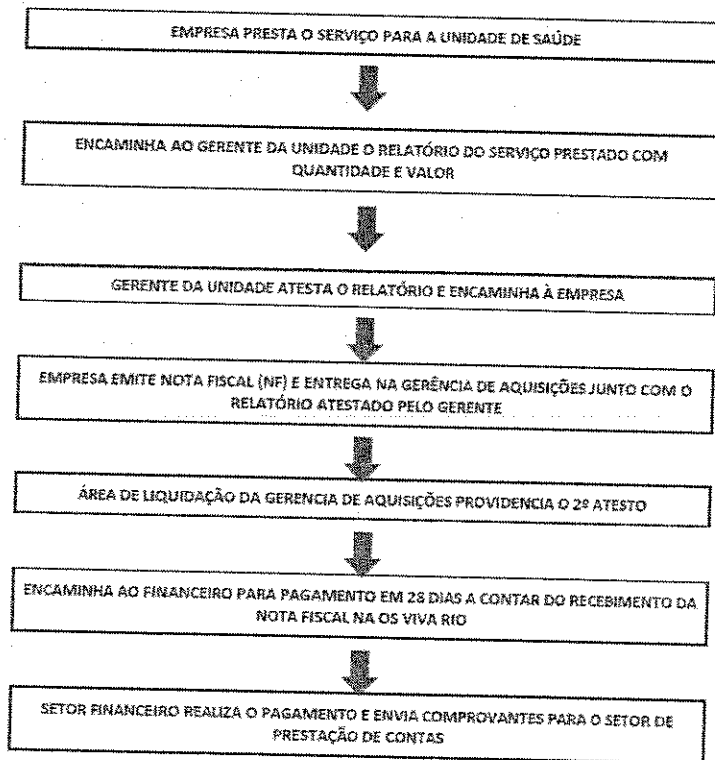 EMPRESA PRESTA O SERVIÇO PARA A UNIDADE DE SAÚDE
ENCAMINHA AO GERENTE DA UNIDADE O RELATÓRIO DO SERVIÇO PRESTADO COM
QUANTIDADE E VALOR
GERENTE DA UNIDADE ATESTA O RELATÓRIO E ENCAMINHA À EMPRESA
EMPRESA EMITE NOTA FISCAL (NF) E ENTREGA NA GERÊNCIA DE AQUISIÇÕES JUNTO COM O
RELATÓRIO ATESTADO PELO GERENTE
ÁREA DE LIQUIDAÇÃO DA GERENCIA DE AQUISIÇÕES PROVIDENCIA O 2º ATESTO
ENCAMINHA AO FINANCEIRO PARA PAGAMENTO EM 28 DIAS A CONTAR DO RECEBIMENTO DA
NOTA FISCAL NA OS VIVA RIO
SETOR FINANCEIRO REALIZA O PAGAMENTO E ENVIA COMPROVANTES PARA O SETOR DE
PRESTAÇÃO DE CONTAS